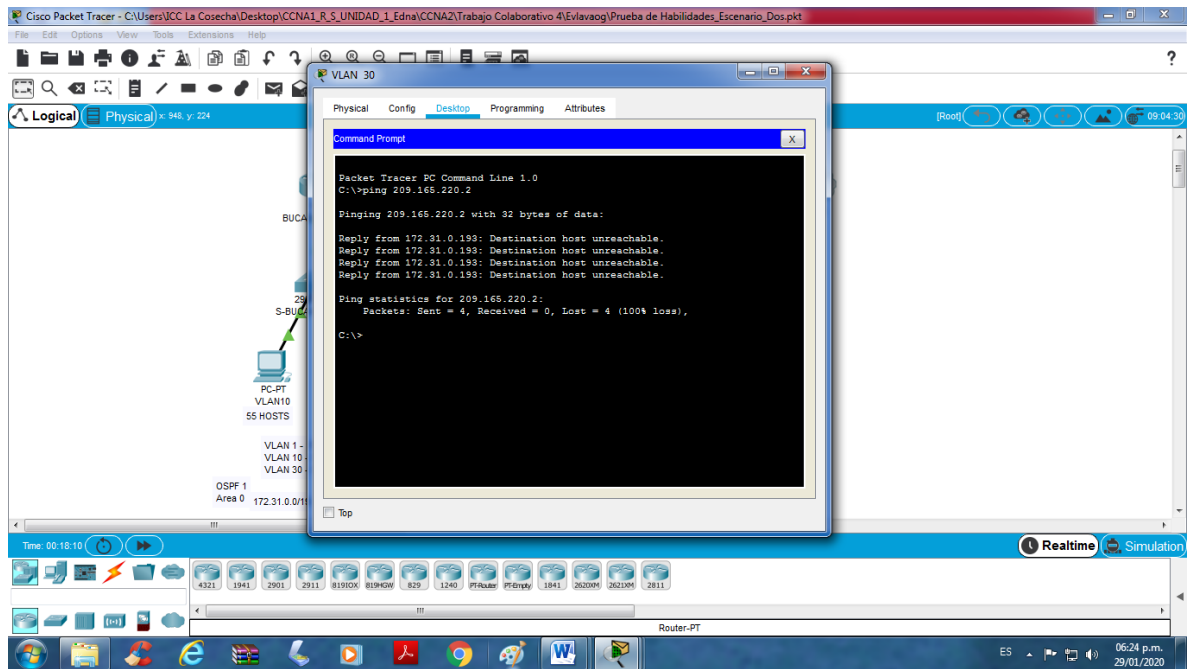 Cisco Packet Tracer - C:\Users\JCC La Cosecha\Desktop\CCNA1_R_S_UNIDAD_1_Edna\CCNA2\Trabajo Colaborativo 4\Evlavaog\Prueba de Habilidades_Escenario_Dos.pkt
File Edit Options View Tools Extensions Help
?
VLAN 30
Physical Config Desktop Programming Attributes
Logical Physical x: 948, y: 224
[Root] 09:04:30
Command Prompt X
Packet Tracer PC Command Line 1.0
C:\>ping 209.165.220.2
Pinging 209.165.220.2 with 32 bytes of data:
Reply from 172.31.0.193: Destination host unreachable.
Reply from 172.31.0.193: Destination host unreachable.
Reply from 172.31.0.193: Destination host unreachable.
Reply from 172.31.0.193: Destination host unreachable.
Ping statistics for 209.165.220.2:
Packets: Sent = 4, Received = 0, Lost = 4 (100% loss),
C:\>
Top
BUCA
29
S-BUCA
PC-PT
VLAN10
55 HOSTS
VLAN 1 -
VLAN 10 -
VLAN 30 -
OSPF 1
Area 0 172.31.0.0/1
Time: 00:18:10
Realtime Simulation
4321 1941 2901 2911 819IOX 819HGW 829 1240 PT-Router PT-Empty 1841 2620XM 2621XM 2811
Router-PT
ES 06:24 p.m.
29/01/2020